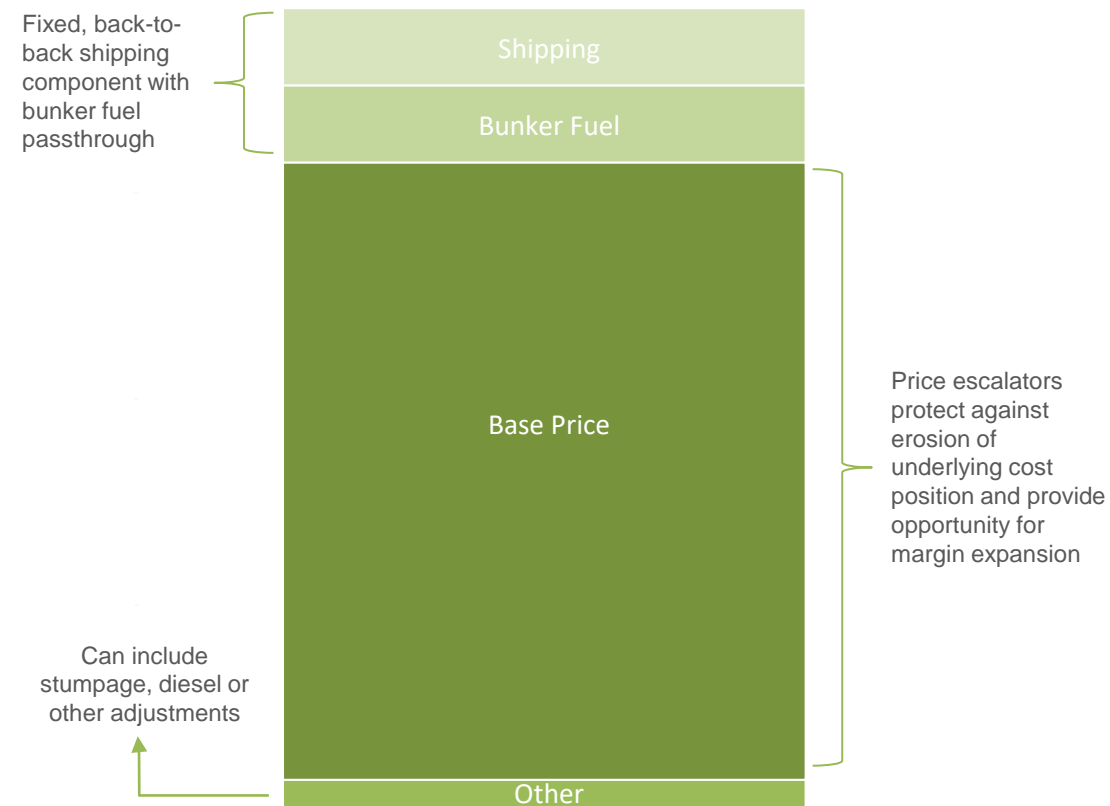 Fixed, back-to-
back shipping
component with
bunker fuel
passthrough
Shipping
Bunker Fuel
Base Price
Price escalators
protect against
erosion of
underlying cost
position and provide
opportunity for
margin expansion
Can include
stumpage, diesel or
other adjustments
Other